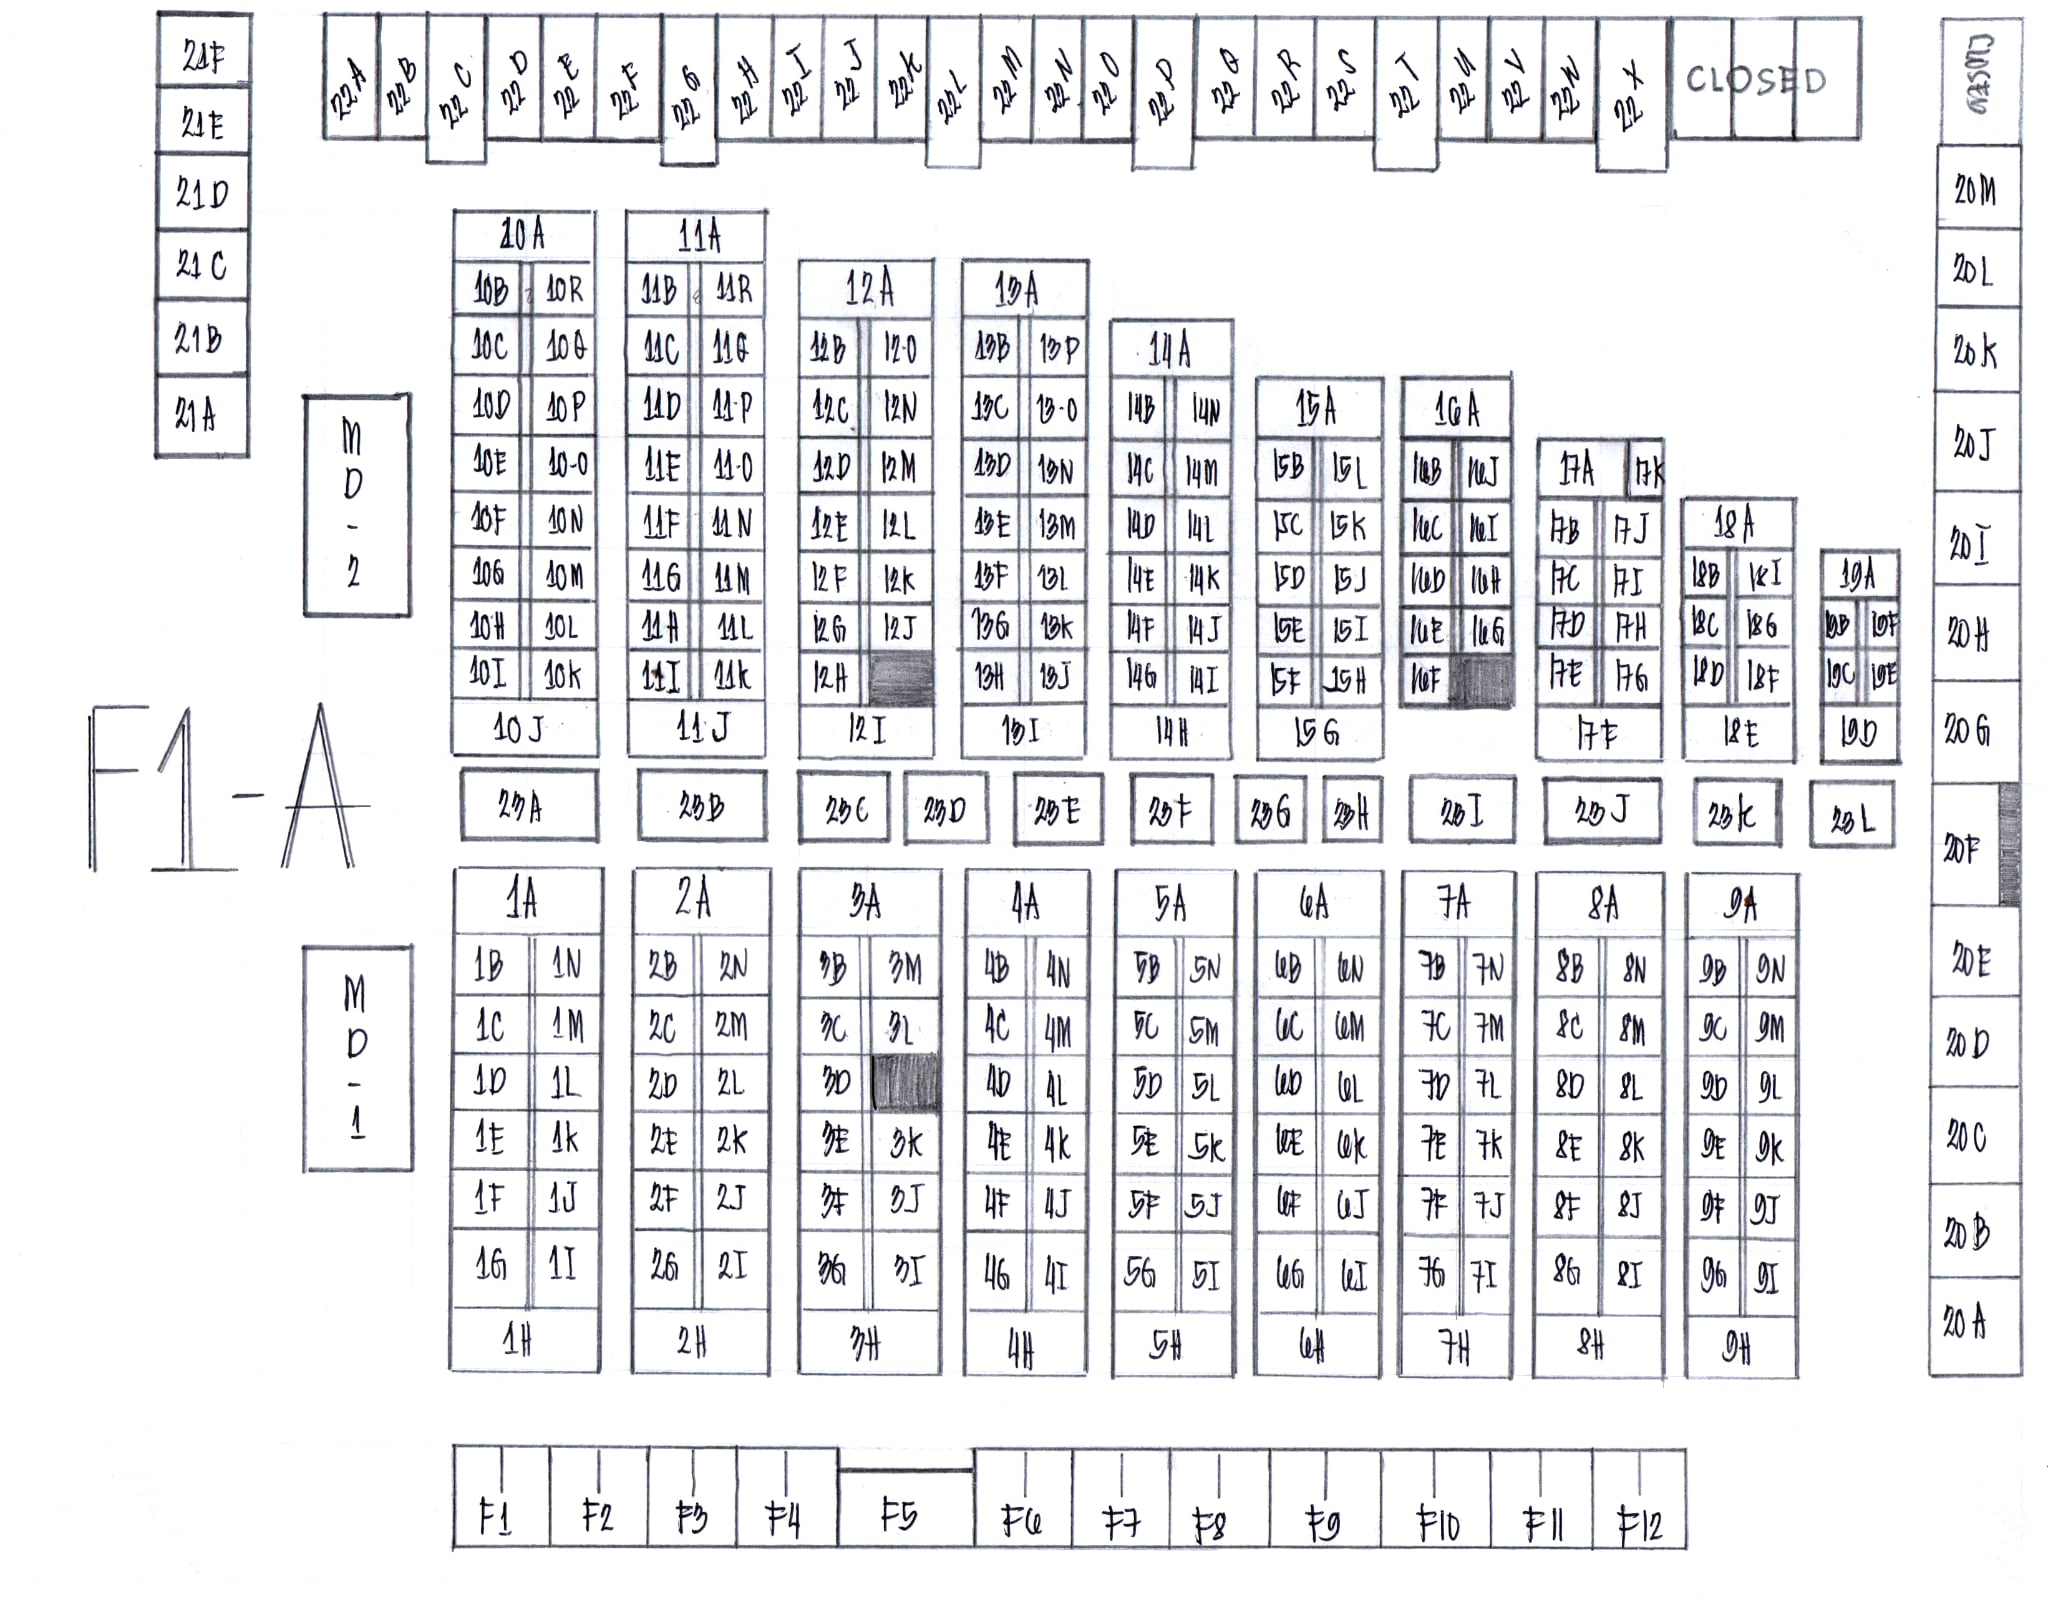 21F
21E
21D
21C
21B
21A
22A 22B 22C 22D 22E 22F 22G 22H 22I 22J 22K 22L 22M 22N 22O 22P 22Q 22R 22S 22T 22U 22V 22N 22X CLOSED
CLOSED
20M
20L
20K
20J
20I
20H
20G
20F
20E
20D
20C
20B
20A
M
D
-
2
10A
10B 10R
10C 10Q
10D 10P
10E 10-O
10F 10N
10G 10M
10H 10L
10I 10K
10J
11A
11B 11R
11C 11Q
11D 11-P
11E 11-O
11F 11N
11G 11M
11H 11L
11I 11K
11J
12A
12B 12-O
12C 12N
12D 12M
12E 12L
12F 12K
12G 12J
12H
12I
13A
13B 13P
13C 13-O
13D 13N
13E 13M
13F 13L
13G 13K
13H 13J
13I
14A
14B 14N
14C 14M
14D 14L
14E 14K
14F 14J
14G 14I
14H
15A
15B 15L
15C 15K
15D 15J
15E 15I
15F 15H
15G
16A
16B 16J
16C 16I
16D 16H
16E 16G
16F
17A 17K
17B 17J
17C 17I
17D 17H
17E 17G
17F
18A
18B 18I
18C 18G
18D 18F
18E
19A
19B 19F
19C 19E
19D
F1-A
23A 23B 23C 23D 23E 23F 23G 23H 23I 23J 23K 23L
M
D
-
1
1A
1B 1N
1C 1M
1D 1L
1E 1K
1F 1J
1G 1I
1H
2A
2B 2N
2C 2M
2D 2L
2E 2K
2F 2J
2G 2I
2H
3A
3B 3M
3C 3L
3D
3E 3K
3F 3J
3G 3I
3H
4A
4B 4N
4C 4M
4D 4L
4E 4K
4F 4J
4G 4I
4H
5A
5B 5N
5C 5M
5D 5L
5E 5K
5F 5J
5G 5I
5H
6A
6B 6N
6C 6M
6D 6L
6E 6K
6F 6J
6G 6I
6H
7A
7B 7N
7C 7M
7D 7L
7E 7K
7F 7J
7G 7I
7H
8A
8B 8N
8C 8M
8D 8L
8E 8K
8F 8J
8G 8I
8H
9A
9B 9N
9C 9M
9D 9L
9E 9K
9F 9J
9G 9I
9H
F1 F2 F3 F4 F5 F6 F7 F8 F9 F10 F11 F12